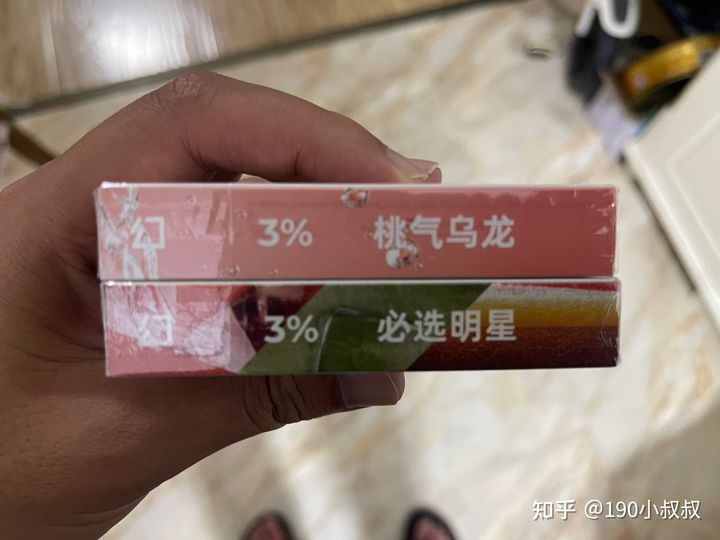 幻 3% 桃气乌龙
幻 3% 必选明星
知乎 @190小叔叔